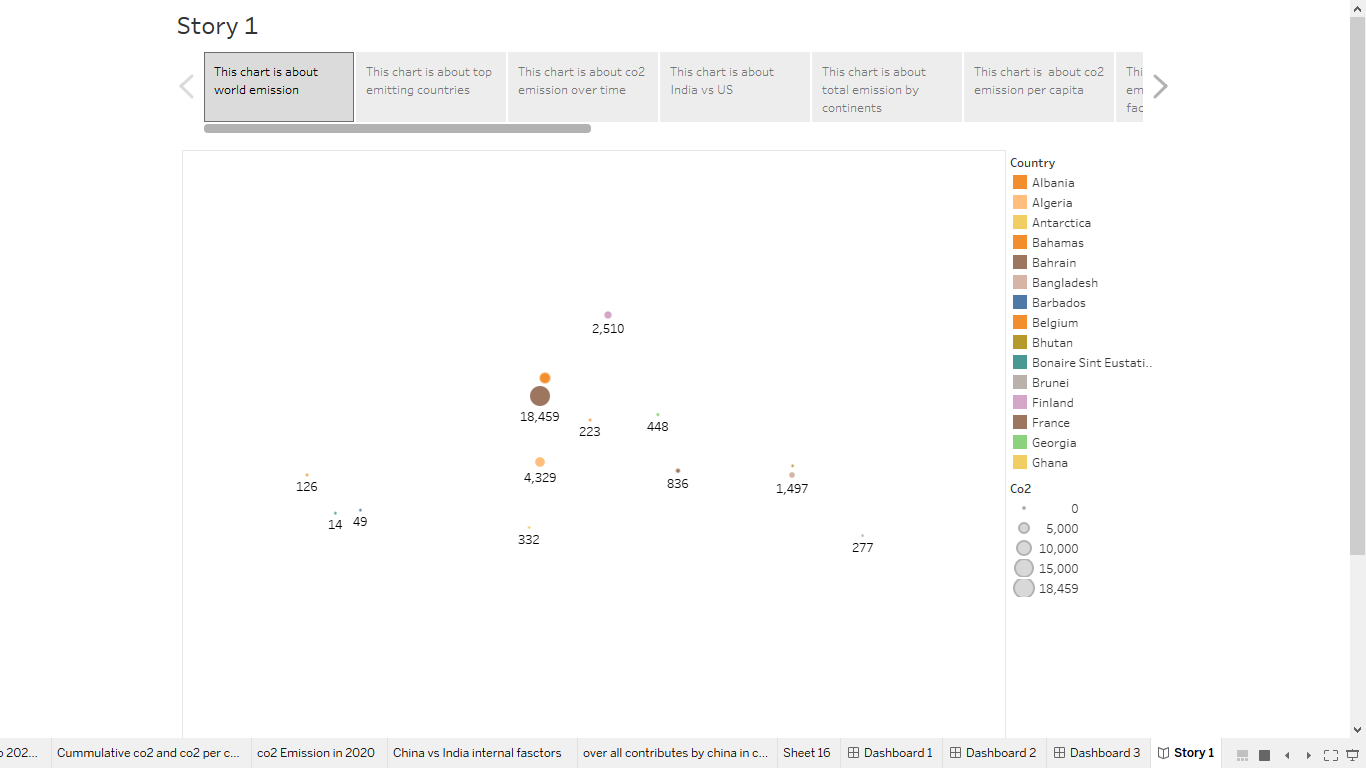 Story 1
This chart is about
world emission
This chart is about top
emitting countries
This chart is about co2
emission over time
This chart is about
India vs US
This chart is about
total emission by
continents
This chart is  about co2
emission per capita
Thi
em
fac
2,510
18,459
223
448
4,329
836
1,497
126
14
49
332
277
Country
Albania
Algeria
Antarctica
Bahamas
Bahrain
Bangladesh
Barbados
Belgium
Bhutan
Bonaire Sint Eustati..
Brunei
Finland
France
Georgia
Ghana
Co2
0
5,000
10,000
15,000
18,459
o 202...
Cummulative co2 and co2 per c...
co2 Emission in 2020
China vs India internal fasctors
over all contributes by china in c...
Sheet 16
Dashboard 1
Dashboard 2
Dashboard 3
Story 1